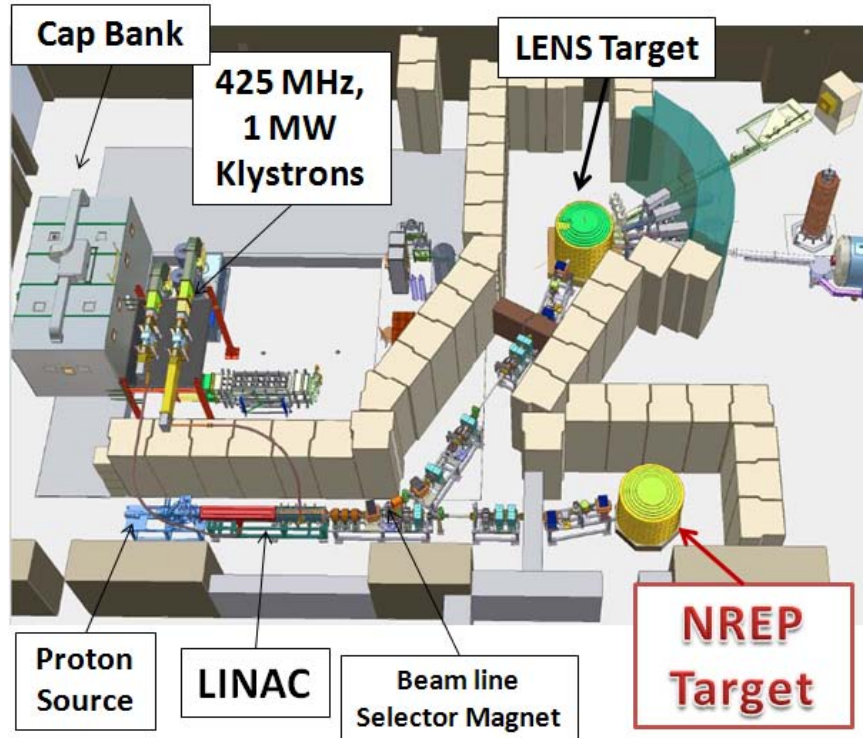 Cap Bank
425 MHz,
1 MW
Klystrons
LENS Target
Proton
Source
LINAC
Beam line
Selector Magnet
NREP
Target